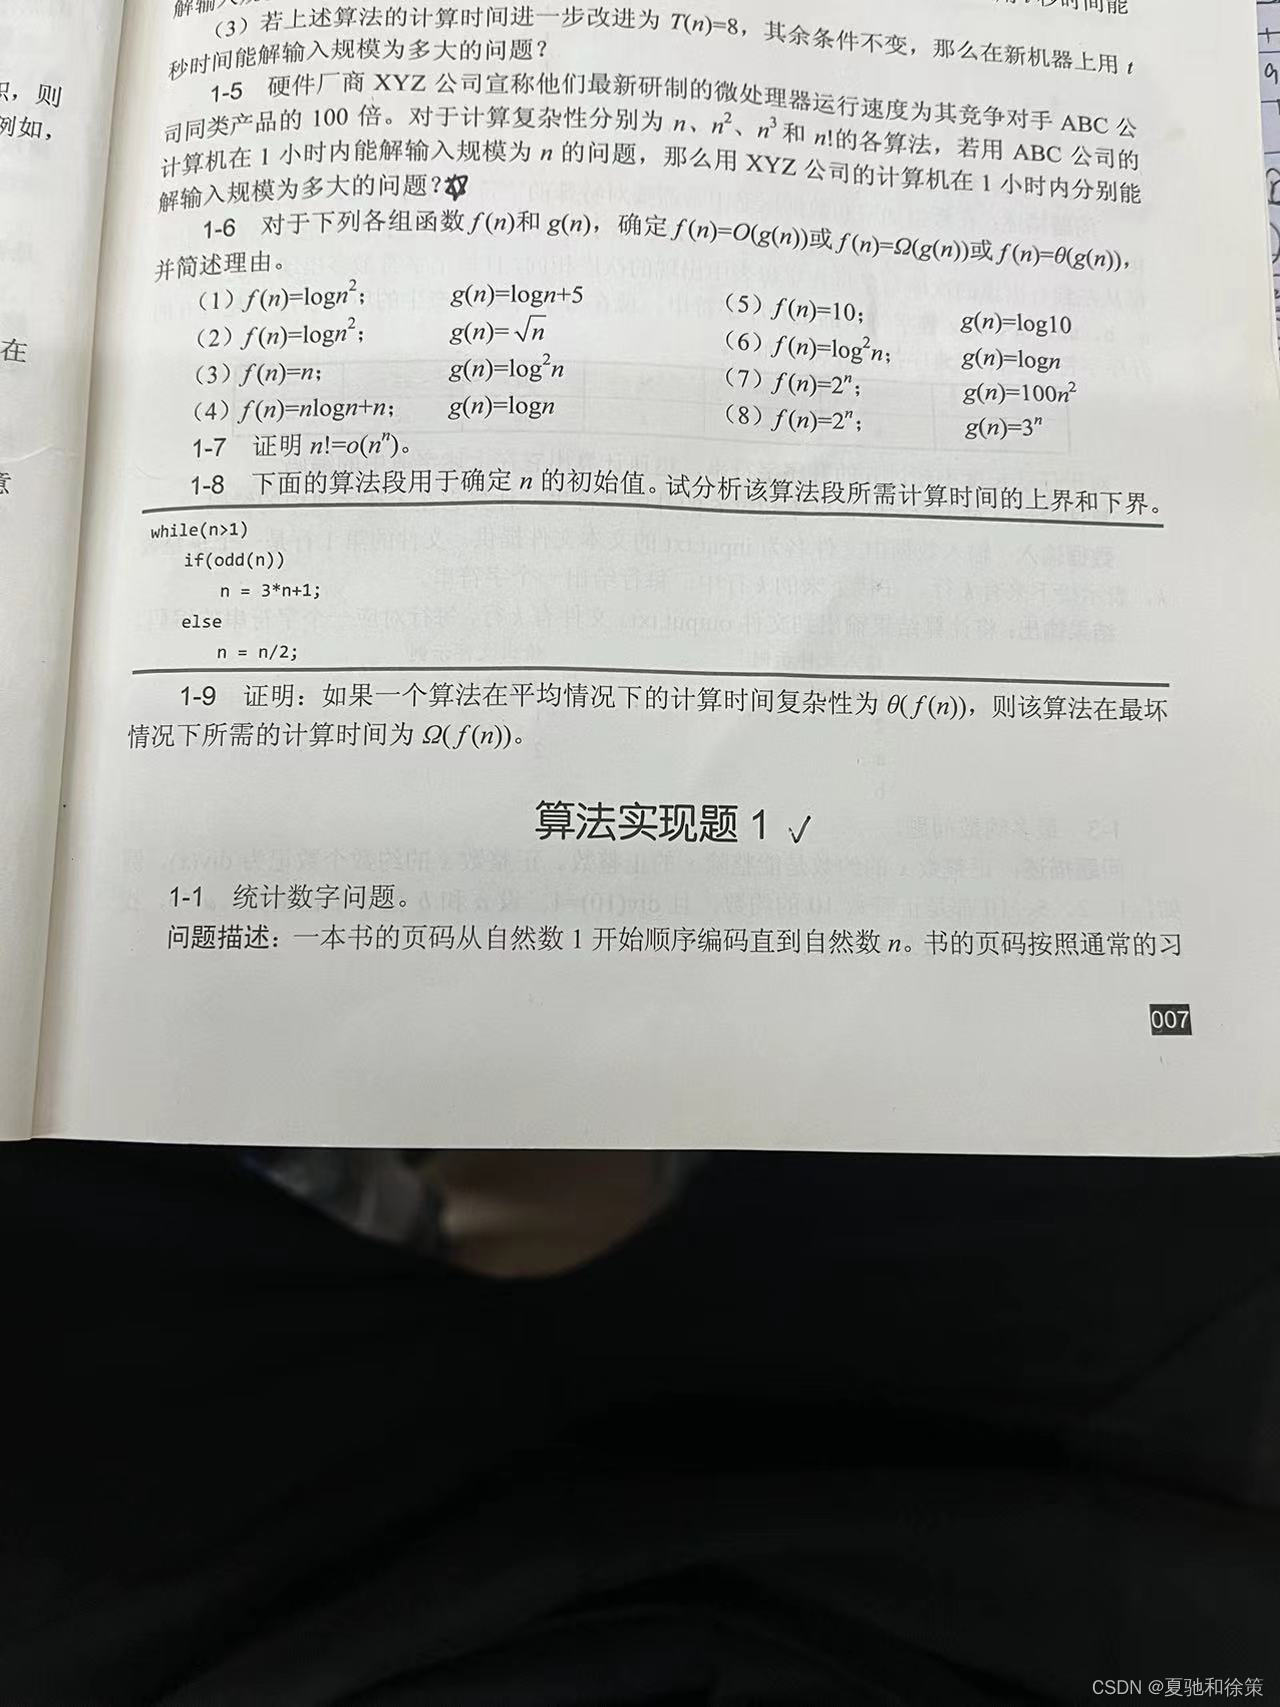 (3)若上述算法的计算时间进一步改进为 T(n)=8，其余条件不变，那么在新机器上用 t
秒时间能解输入规模为多大的问题？
1-5 硬件厂商 XYZ 公司宣称他们最新研制的微处理器运行速度为其竞争对手 ABC 公
司同类产品的 100 倍。对于计算复杂性分别为 n、n²、n³和 n!的各算法，若用 ABC 公司的
计算机在 1 小时内能解输入规模为 n 的问题，那么用 XYZ 公司的计算机在 1 小时内分别能
解输入规模为多大的问题？
1-6 对于下列各组函数 f(n)和 g(n)，确定 f(n)=O(g(n))或 f(n)=Ω(g(n))或 f(n)=θ(g(n))，
并简述理由。
(1) f(n)=logn²; g(n)=logn+5 (5) f(n)=10; g(n)=log10
(2) f(n)=logn²; g(n)=√n (6) f(n)=log²n; g(n)=logn
(3) f(n)=n; g(n)=log²n (7) f(n)=2ⁿ; g(n)=100n²
(4) f(n)=nlogn+n; g(n)=logn (8) f(n)=2ⁿ; g(n)=3ⁿ
1-7 证明 n!=o(nⁿ)。
1-8 下面的算法段用于确定 n 的初始值。试分析该算法段所需计算时间的上界和下界。
while(n>1)
if(odd(n))
n = 3*n+1;
else
n = n/2;
1-9 证明：如果一个算法在平均情况下的计算时间复杂性为 θ(f(n))，则该算法在最坏
情况下所需的计算时间为 Ω(f(n))。
算法实现题 1 ✓
1-1 统计数字问题。
问题描述：一本书的页码从自然数 1 开始顺序编码直到自然数 n。书的页码按照通常的习
007
则
例如，
在
CSDN @夏驰和徐策